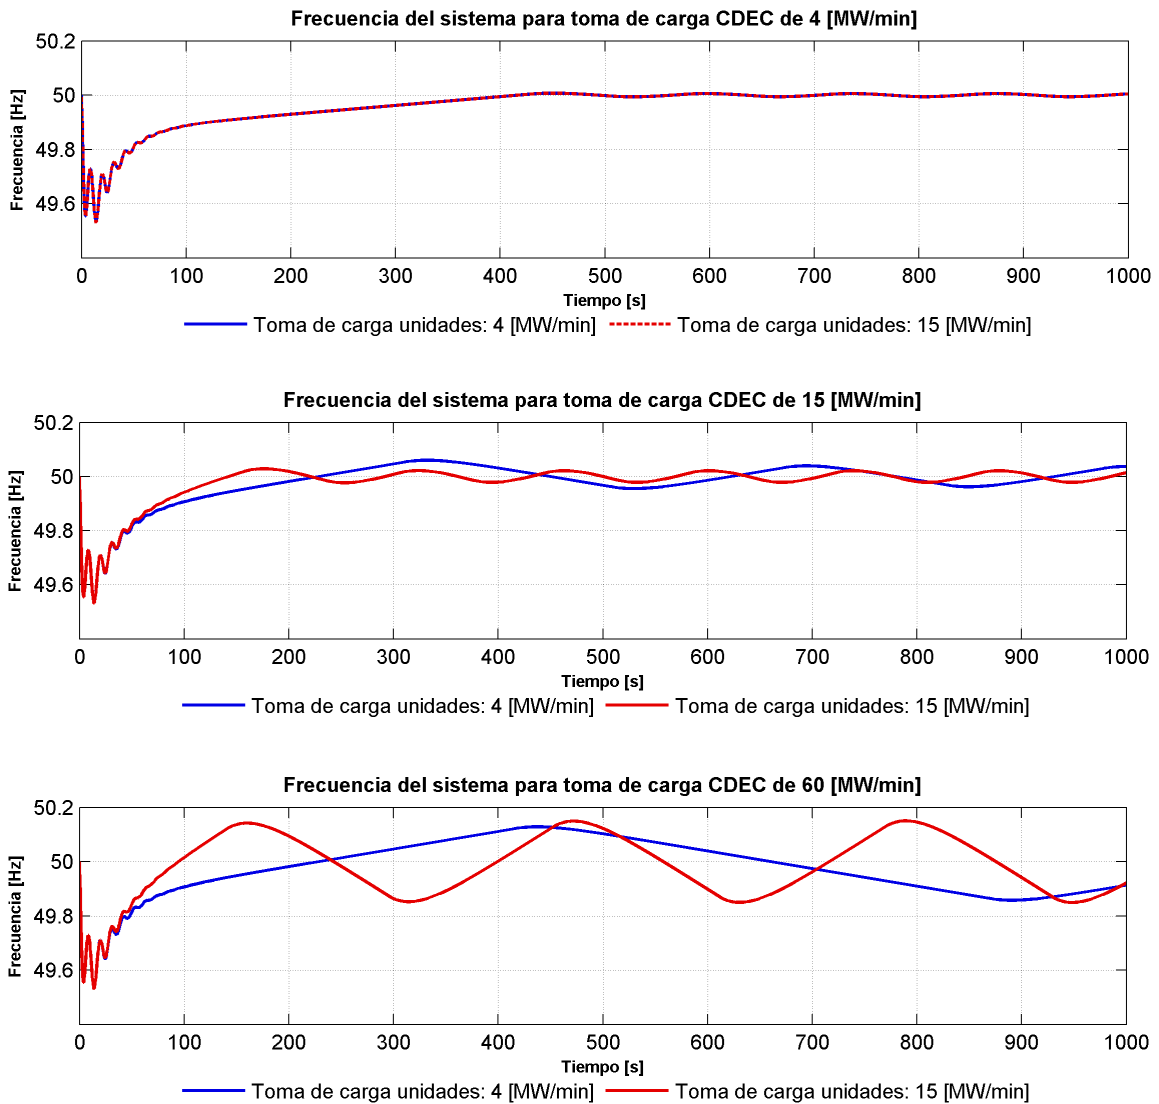 Frecuencia del sistema para toma de carga CDEC de 4 [MW/min]
50.2
50
49.8
49.6
Frecuencia [Hz]
0 100 200 300 400 500 600 700 800 900 1000
Tiempo [s]
Toma de carga unidades: 4 [MW/min] Toma de carga unidades: 15 [MW/min]
Frecuencia del sistema para toma de carga CDEC de 15 [MW/min]
50.2
50
49.8
49.6
Frecuencia [Hz]
0 100 200 300 400 500 600 700 800 900 1000
Tiempo [s]
Toma de carga unidades: 4 [MW/min] Toma de carga unidades: 15 [MW/min]
Frecuencia del sistema para toma de carga CDEC de 60 [MW/min]
50.2
50
49.8
49.6
Frecuencia [Hz]
0 100 200 300 400 500 600 700 800 900 1000
Tiempo [s]
Toma de carga unidades: 4 [MW/min] Toma de carga unidades: 15 [MW/min]